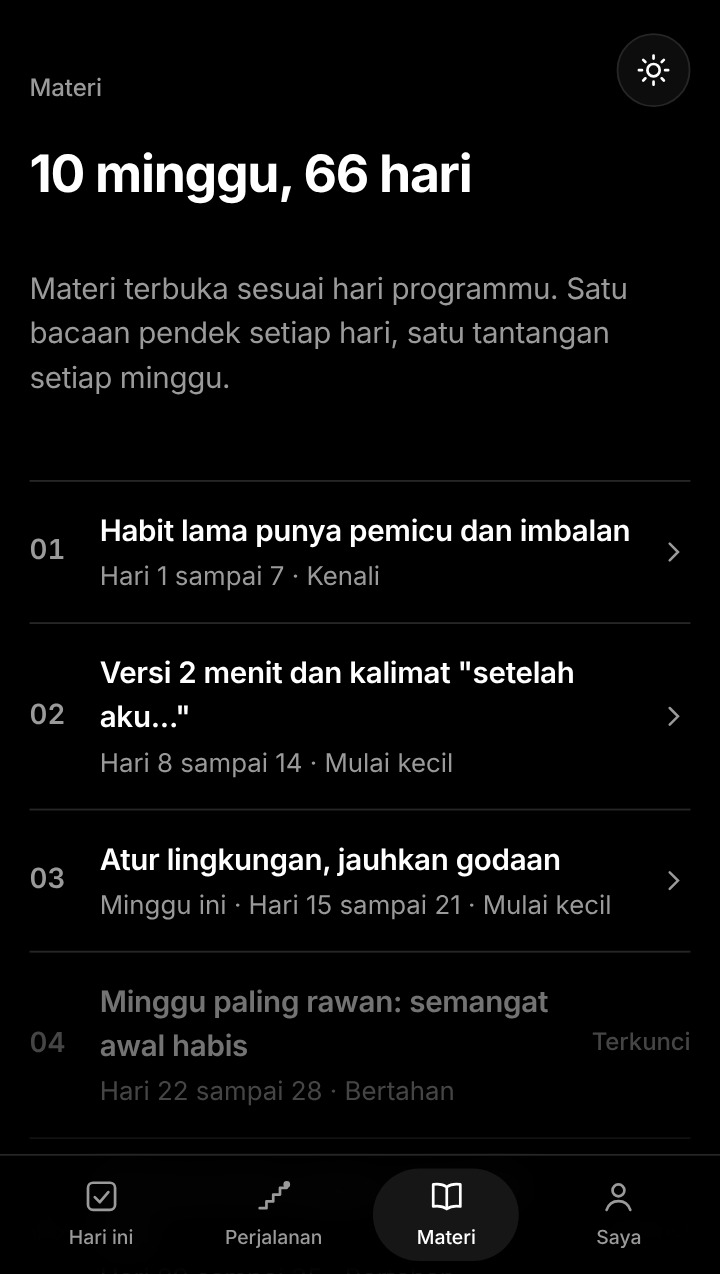 Materi
10 minggu, 66 hari
Materi terbuka sesuai hari programmu. Satu
bacaan pendek setiap hari, satu tantangan
setiap minggu.
01
Habit lama punya pemicu dan imbalan
Hari 1 sampai 7 · Kenali
02
Versi 2 menit dan kalimat "setelah
aku..."
Hari 8 sampai 14 · Mulai kecil
03
Atur lingkungan, jauhkan godaan
Minggu ini · Hari 15 sampai 21 · Mulai kecil
04
Minggu paling rawan: semangat
awal habis
Hari 22 sampai 28 · Bertahan
Terkunci
Hari ini
Perjalanan
Materi
Saya